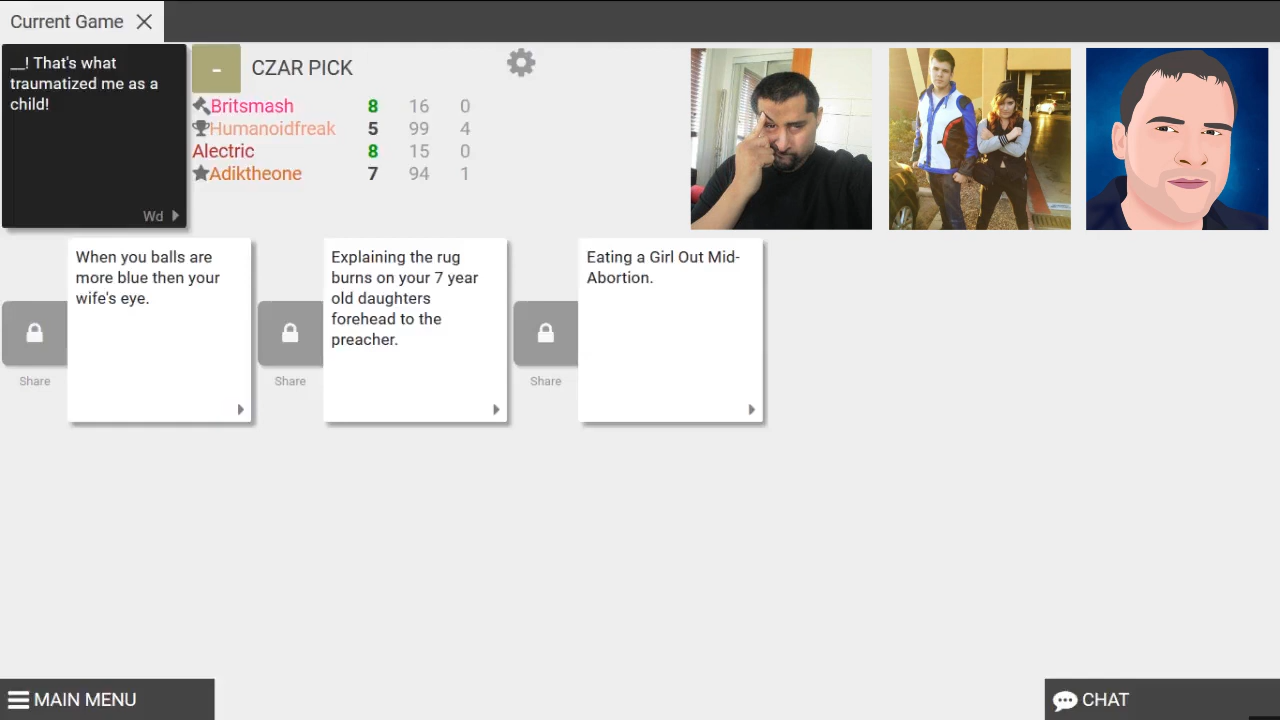 Current Game
__! That's what
traumatized me as a
child!
Wd
-
CZAR PICK
Britsmash 8 16 0
Humanoidfreak 5 99 4
Alectric 8 15 0
Adiktheone 7 94 1
Share
When you balls are
more blue then your
wife's eye.
Share
Explaining the rug
burns on your 7 year
old daughters
forehead to the
preacher.
Share
Eating a Girl Out Mid-
Abortion.
MAIN MENU
CHAT